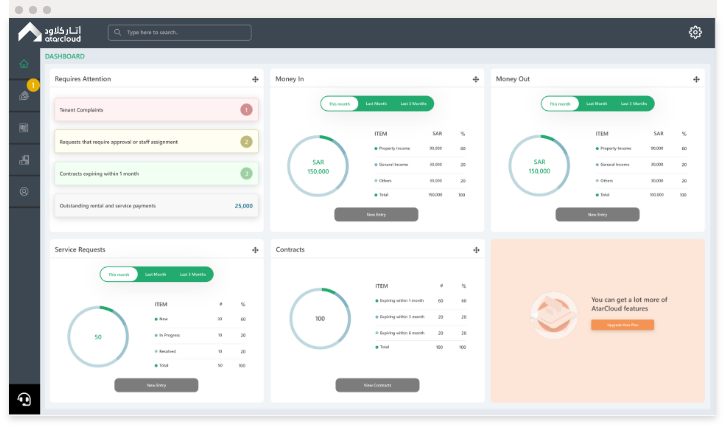 أتاركلاود
atarcloud
Type here to search..
DASHBOARD
1
Requires Attention
Tenant Complaints 1
Requests that require approval or staff assignment 2
Contracts expiring within 1 month 3
Outstanding rental and service payments 25,000
Money In
This month Last Month Last 3 Months
SAR
150,000
ITEM SAR %
Property Income 90,000 60
General Income 30,000 20
Others 30,000 20
Total 150,000 100
New Entry
Money Out
This month Last Month Last 3 Months
SAR
150,000
ITEM SAR %
Property Income 90,000 60
General Income 30,000 20
Others 30,000 20
Total 150,000 100
New Entry
Service Requests
This month Last Month Last 3 Months
50
ITEM # %
New 60
In Progress 20
Resolved 20
Total 50 100
New Entry
Contracts
100
ITEM # %
Expiring within 1 month 60 60
Expiring within 3 month 20 20
Expiring within 6 month 20 20
Total 100 100
View Contracts
You can get a lot more of
AtarCloud features
Upgrade Your Plan